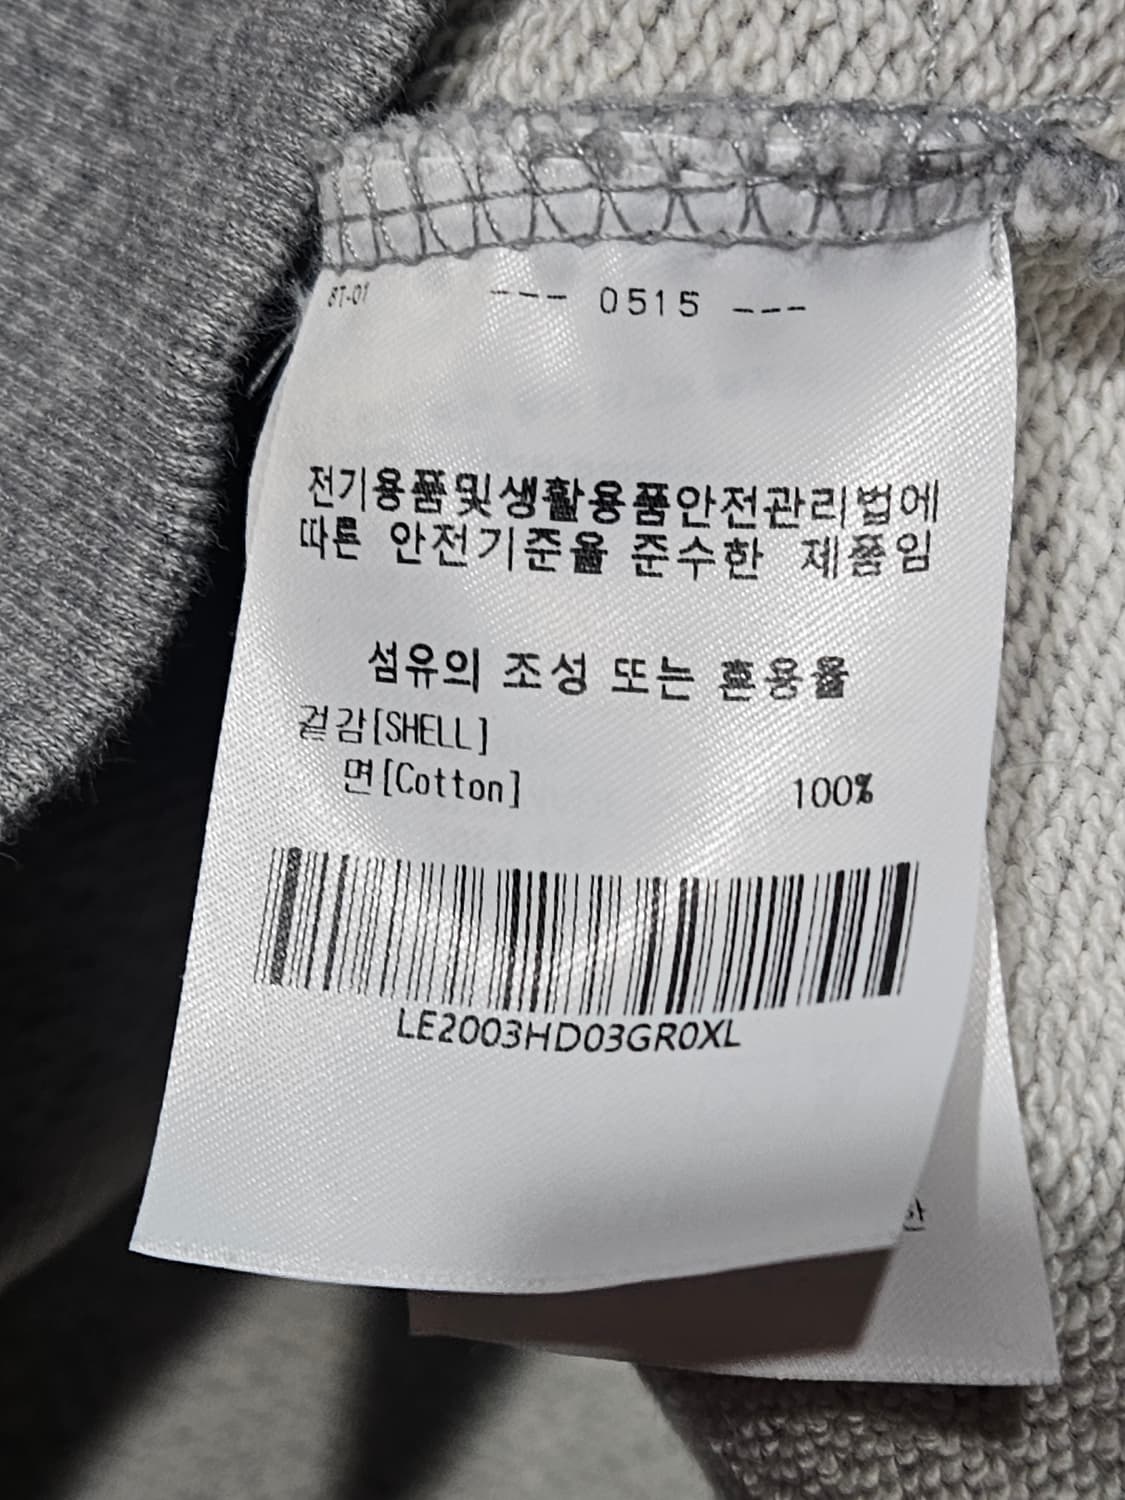 BT-01
--- 0515 ---
전기용품및생활용품안전관리법에
따른 안전기준을 준수한 제품임
섬유의 조성 또는 혼용율
겉감[SHELL]
면[Cotton] 100%
LE2003HD03GR0XL